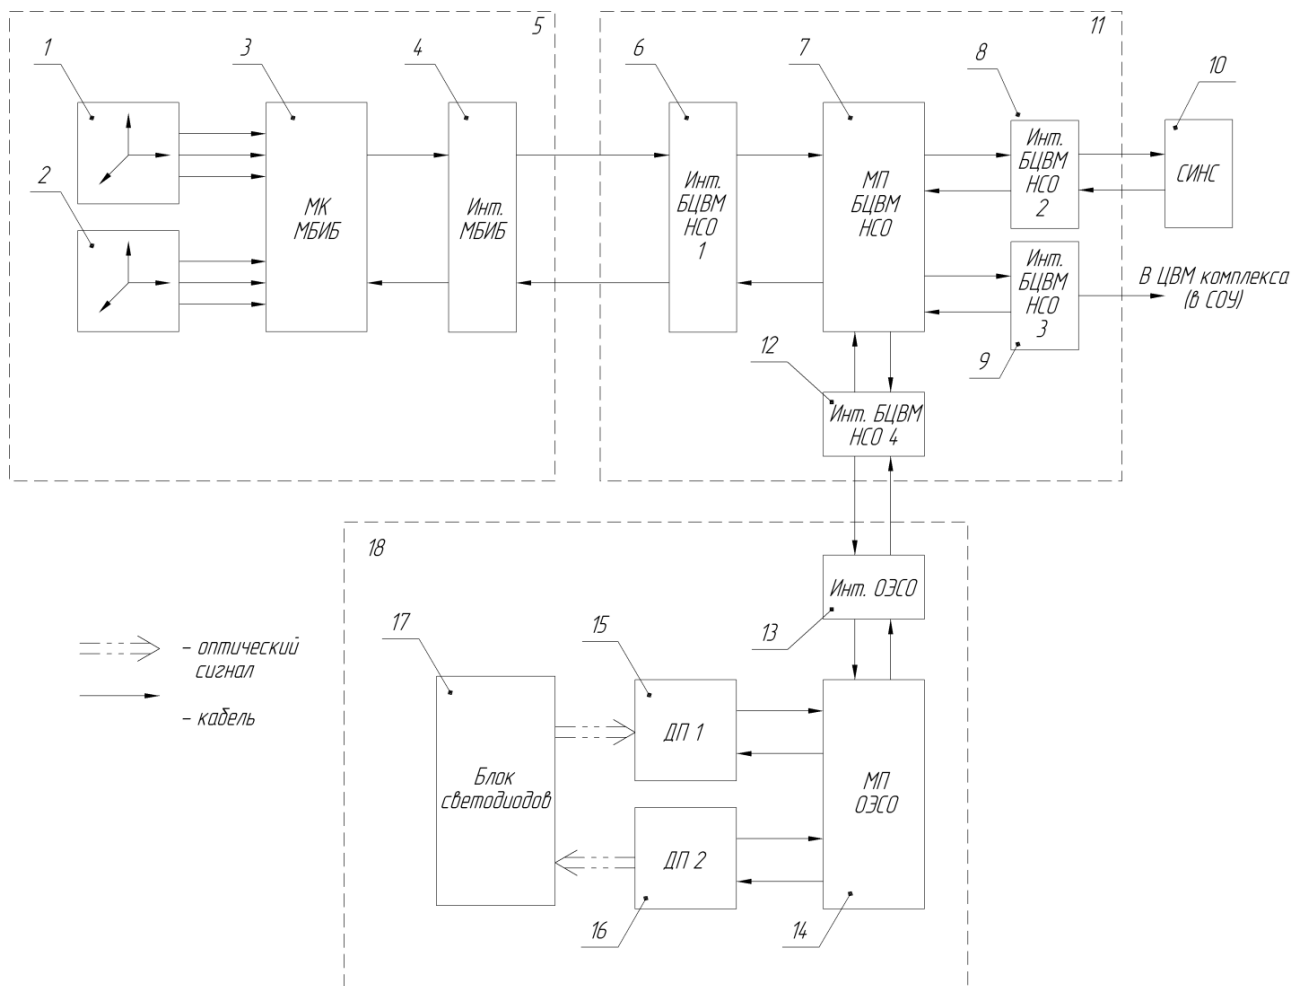 5
11
1
3
4
6
7
8
10
2
МК
МБИБ
Инт.
МБИБ
Инт.
БЦВМ
НСО
1
МП
БЦВМ
НСО
Инт.
БЦВМ
НСО
2
СИНС
Инт.
БЦВМ
НСО
3
В ЦВМ комплекса
(в СОУ)
9
12
Инт. БЦВМ
НСО 4
18
Инт. ОЭСО
13
17
15
– оптический
сигнал
– кабель
ДП 1
Блок
светодиодов
МП
ОЭСО
ДП 2
16
14